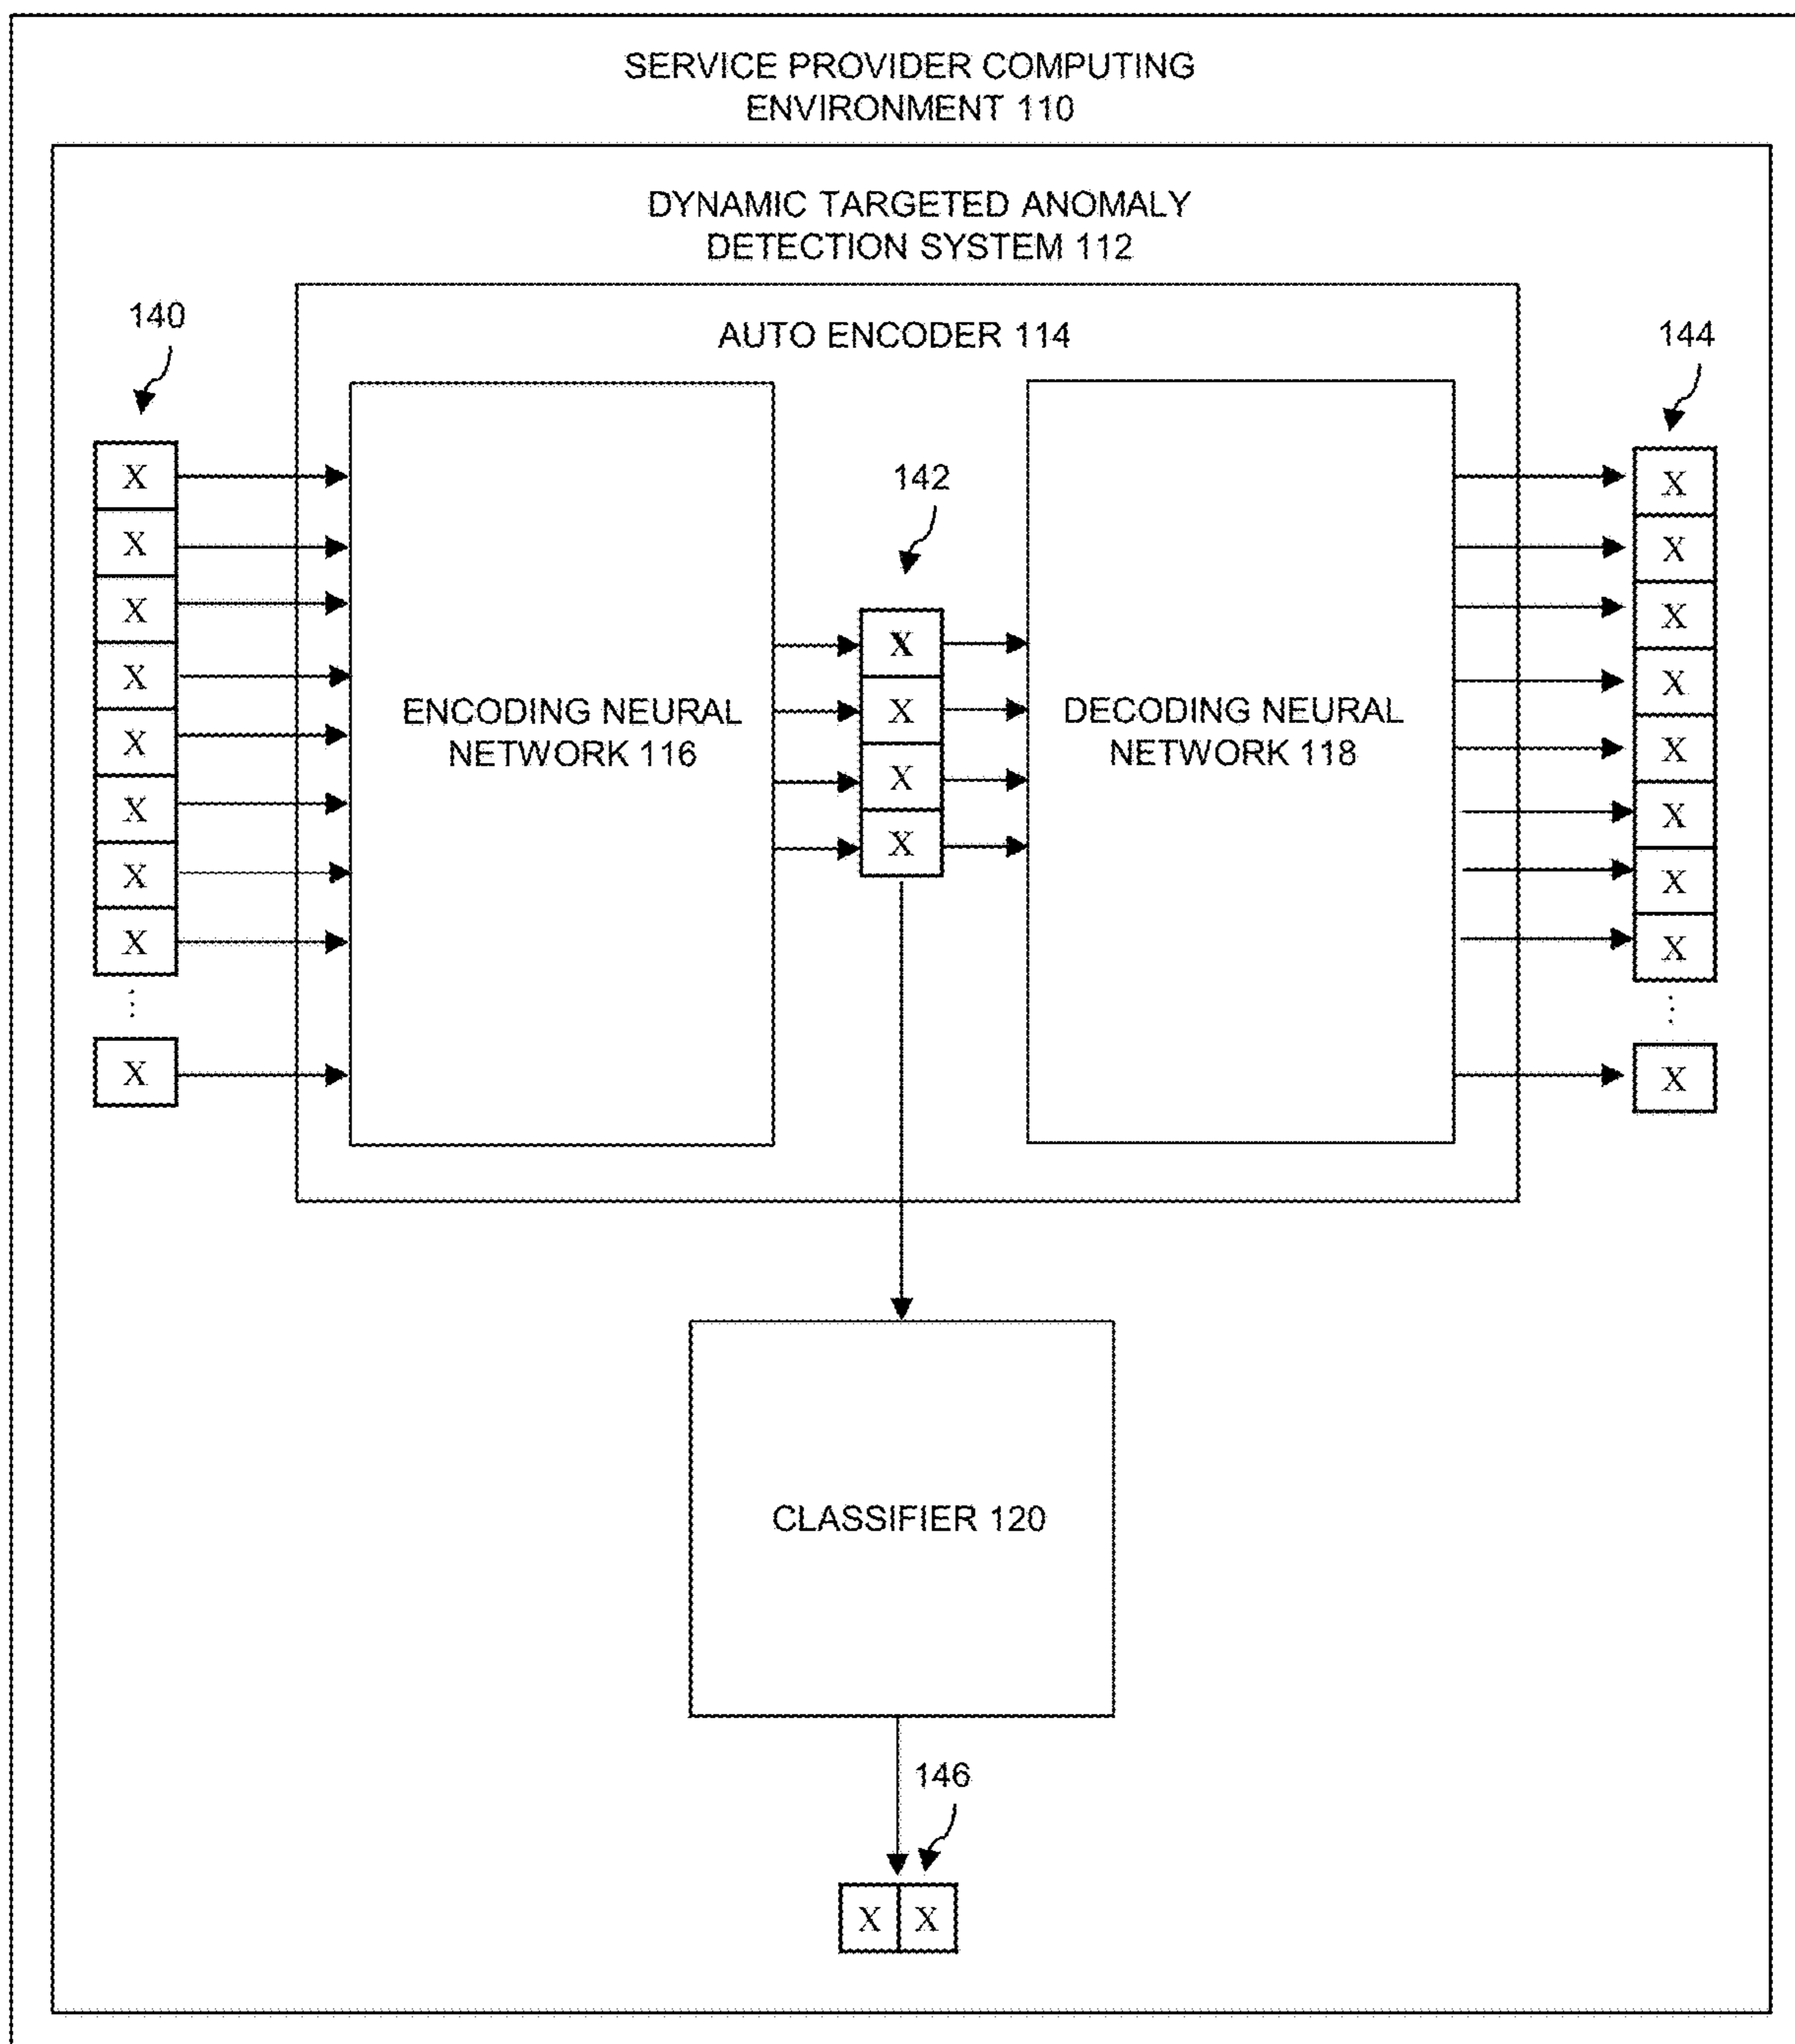 SERVICE PROVIDER COMPUTING
ENVIRONMENT 110
DYNAMIC TARGETED ANOMALY
DETECTION SYSTEM 112
140
AUTO ENCODER 114
144
142
X
X
X
X
X
X
X
X
⋮
X
ENCODING NEURAL
NETWORK 116
X
X
X
X
DECODING NEURAL
NETWORK 118
X
X
X
X
X
X
X
X
⋮
X
CLASSIFIER 120
146
X X